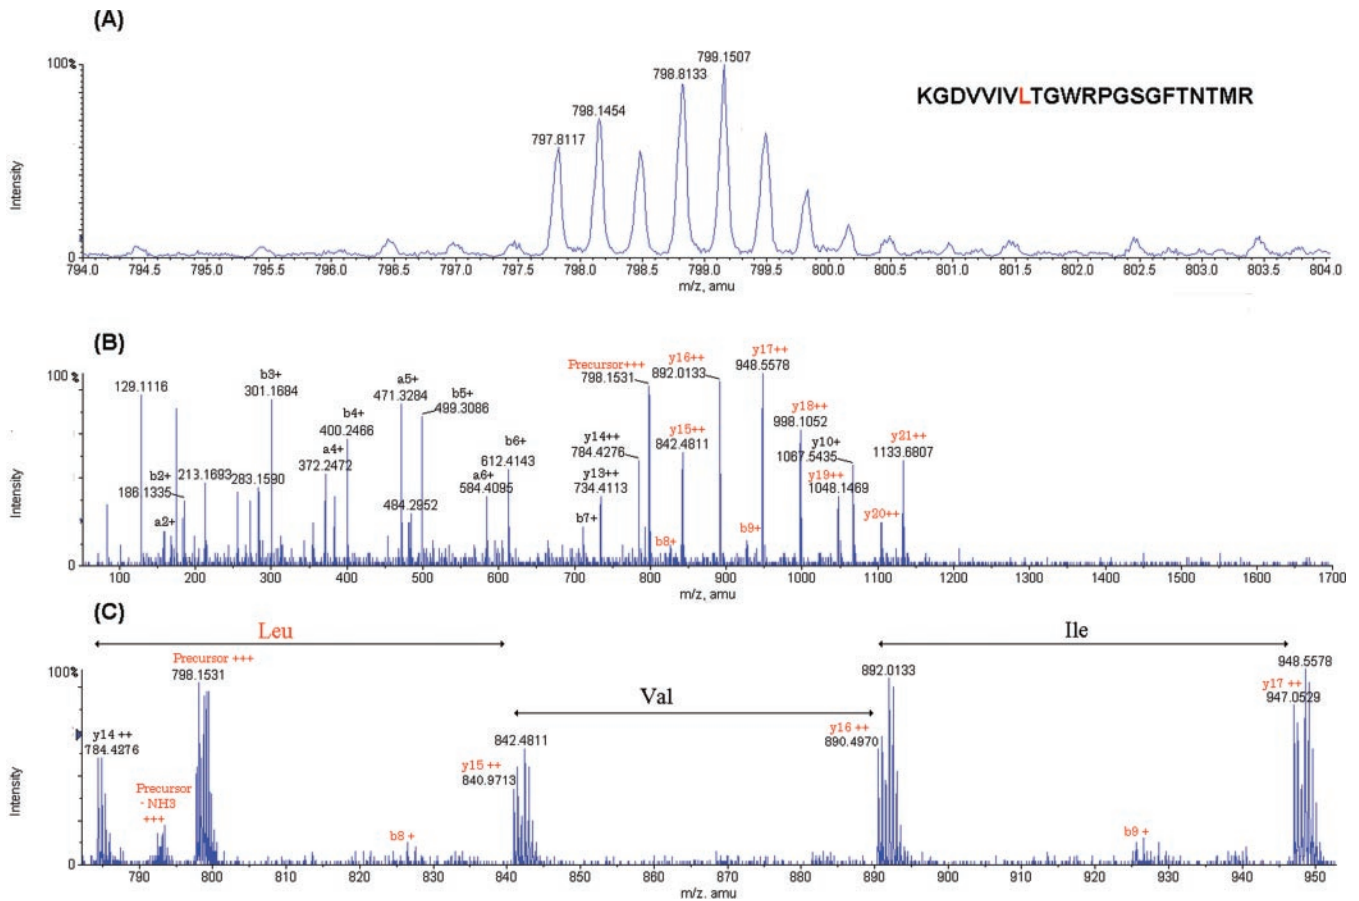 (A)
100%
Intensity
0
797.8117
798.1454
798.8133
799.1507
KGDVVIVLTGWRPGSGFTNTMR
794.0 794.5 795.0 795.5 796.0 796.5 797.0 797.5 798.0 798.5 799.0 799.5 800.0 800.5 801.0 801.5 802.0 802.5 803.0 803.5 804.0
m/z, amu
(B)
100%
Intensity
0
129.1116
b2+
186.1335
a2+
213.1693
b3+
301.1684
283.1590
a4+
372.2472
b4+
400.2466
a5+
471.3284
484.2952
b5+
499.3086
a6+
584.4095
b6+
612.4143
b7+
y13++
734.4113
y14++
784.4276
Precursor+++
798.1531
b8+
y15++
842.4811
y16++
892.0133
b9+
y17++
948.5578
y18++
998.1052
y19++
1048.1469
y10+
1067.5435
y20++
y21++
1133.6807
100 200 300 400 500 600 700 800 900 1000 1100 1200 1300 1400 1500 1600 1700
m/z, amu
(C)
Leu
Val
Ile
100%
Intensity
0
y14 ++
784.4276
Precursor
- NH3
+++
Precursor +++
798.1531
b8 +
y15 ++
840.9713
842.4811
y16 ++
890.4970
892.0133
b9 +
y17 ++
947.0529
948.5578
790 800 810 820 830 840 850 860 870 880 890 900 910 920 930 940 950
m/z, amu